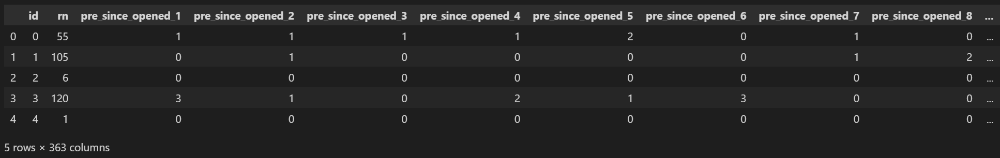 id rn pre_since_opened_1 pre_since_opened_2 pre_since_opened_3 pre_since_opened_4 pre_since_opened_5 pre_since_opened_6 pre_since_opened_7 pre_since_opened_8 ...
0 0 55 1 1 1 1 2 0 1 0 ...
1 1 105 0 1 0 0 0 0 1 2 ...
2 2 6 0 0 0 0 0 0 0 0 ...
3 3 120 3 1 0 2 1 3 0 0 ...
4 4 1 0 0 0 0 0 0 0 0 ...
5 rows × 363 columns